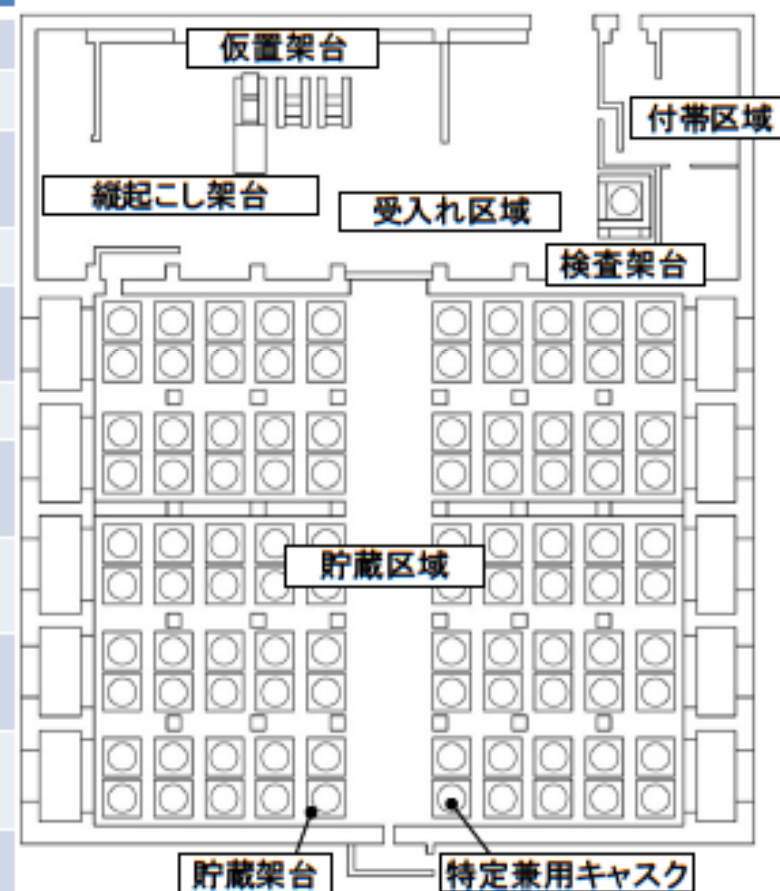 仮置架台
付帯区域
縦起こし架台
受入れ区域
検査架台
貯蔵区域
貯蔵架台
特定兼用キャスク